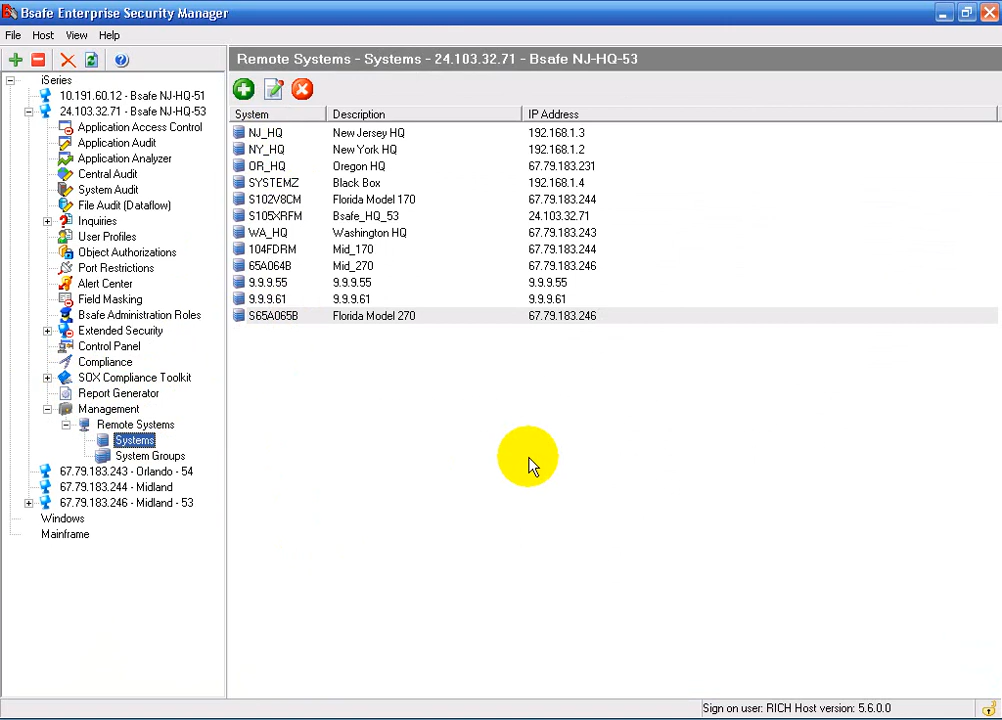 Bsafe Enterprise Security Manager
File Host View Help
iSeries
10.191.60.12 - Bsafe NJ-HQ-51
24.103.32.71 - Bsafe NJ-HQ-53
Application Access Control
Application Audit
Application Analyzer
Central Audit
System Audit
File Audit (Dataflow)
Inquiries
User Profiles
Object Authorizations
Port Restrictions
Alert Center
Field Masking
Bsafe Administration Roles
Extended Security
Control Panel
Compliance
SOX Compliance Toolkit
Report Generator
Management
Remote Systems
Systems
System Groups
67.79.183.243 - Orlando - 54
67.79.183.244 - Midland
67.79.183.246 - Midland - 53
Windows
Mainframe
Remote Systems - Systems - 24.103.32.71 - Bsafe NJ-HQ-53
System Description IP Address
NJ_HQ New Jersey HQ 192.168.1.3
NY_HQ New York HQ 192.168.1.2
OR_HQ Oregon HQ 67.79.183.231
SYSTEMZ Black Box 192.168.1.4
S102V8CM Florida Model 170 67.79.183.244
S105XRFM Bsafe_HQ_53 24.103.32.71
WA_HQ Washington HQ 67.79.183.243
104FDRM Mid_170 67.79.183.244
65A064B Mid_270 67.79.183.246
9.9.9.55 9.9.9.55 9.9.9.55
9.9.9.61 9.9.9.61 9.9.9.61
S65A065B Florida Model 270 67.79.183.246
Sign on user: RICH Host version: 5.6.0.0